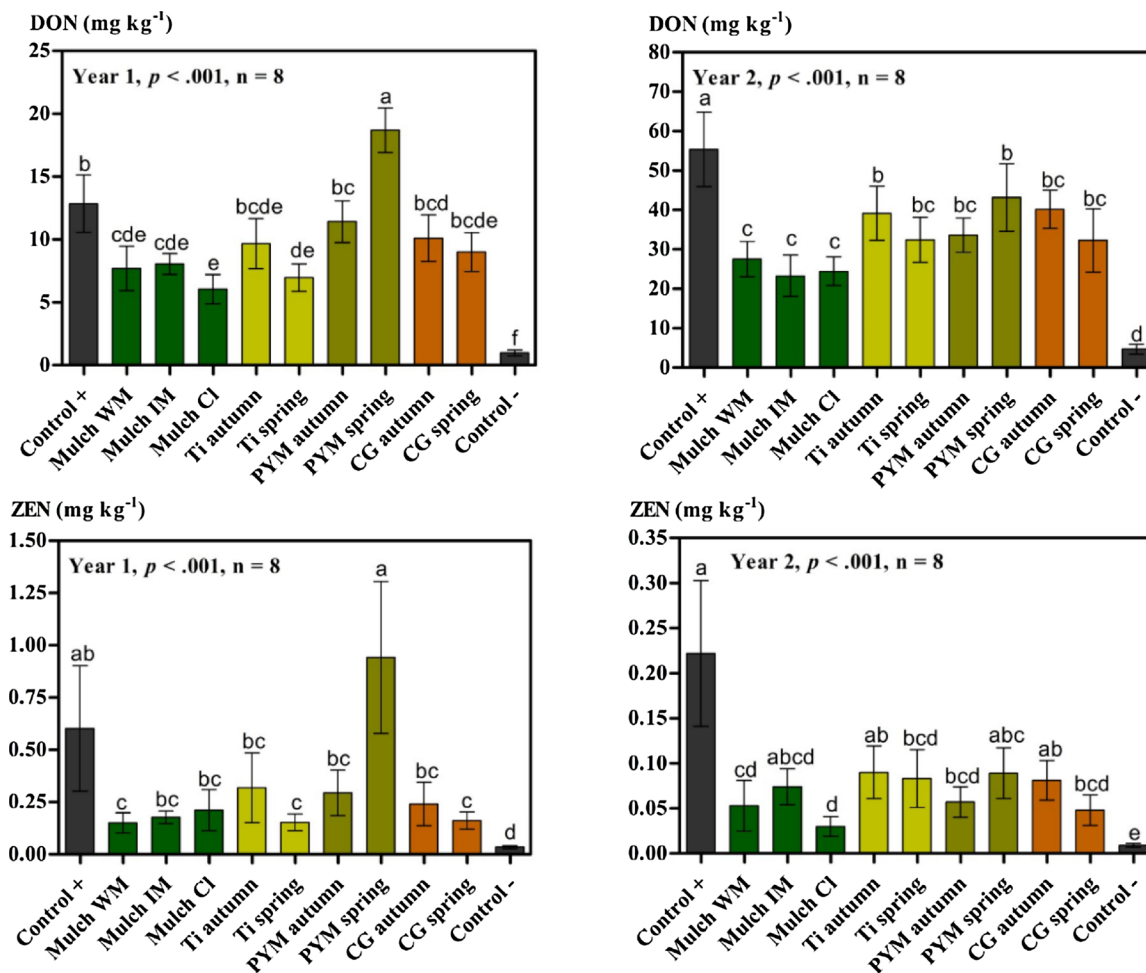 DON (mg kg⁻¹)
25
20
15
10
5
0
Year 1, p < .001, n = 8
b
cde
cde
e
bcde
de
bc
a
bcd
bcde
f
Control +
Mulch WM
Mulch IM
Mulch Cl
Ti autumn
Ti spring
PYM autumn
PYM spring
CG autumn
CG spring
Control -
DON (mg kg⁻¹)
80
70
60
50
40
30
20
10
0
Year 2, p < .001, n = 8
a
c
c
c
b
bc
bc
b
bc
bc
d
Control +
Mulch WM
Mulch IM
Mulch Cl
Ti autumn
Ti spring
PYM autumn
PYM spring
CG autumn
CG spring
Control -
ZEN (mg kg⁻¹)
1.50
1.25
1.00
0.75
0.50
0.25
0.00
Year 1, p < .001, n = 8
ab
c
bc
bc
bc
c
bc
a
bc
c
d
Control +
Mulch WM
Mulch IM
Mulch Cl
Ti autumn
Ti spring
PYM autumn
PYM spring
CG autumn
CG spring
Control -
ZEN (mg kg⁻¹)
0.35
0.30
0.25
0.20
0.15
0.10
0.05
0.00
Year 2, p < .001, n = 8
a
cd
abcd
d
ab
bcd
bcd
abc
ab
bcd
e
Control +
Mulch WM
Mulch IM
Mulch Cl
Ti autumn
Ti spring
PYM autumn
PYM spring
CG autumn
CG spring
Control -